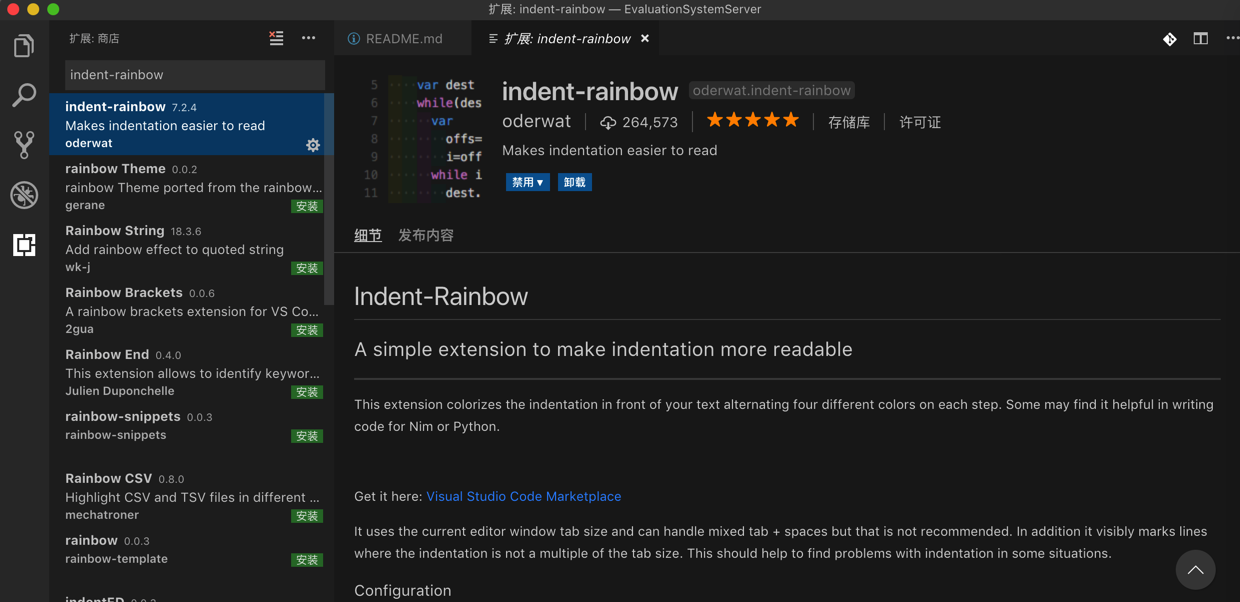 扩展: indent-rainbow — EvaluationSystemServer
扩展: 商店
README.md
扩展: indent-rainbow
indent-rainbow
indent-rainbow 7.2.4
Makes indentation easier to read
oderwat
rainbow Theme 0.0.2
rainbow Theme ported from the rainbow...
gerane
安装
Rainbow String 18.3.6
Add rainbow effect to quoted string
wk-j
安装
Rainbow Brackets 0.0.6
A rainbow brackets extension for VS Co...
2gua
安装
Rainbow End 0.4.0
This extension allows to identify keywor...
Julien Duponchelle
安装
rainbow-snippets 0.0.3
rainbow-snippets
安装
Rainbow CSV 0.8.0
Highlight CSV and TSV files in different ...
mechatroner
安装
rainbow 0.0.3
rainbow-template
安装
5 var dest
6 while(des
7 var
8 offs=
9 i=off
10 while i
11 dest.
indent-rainbow oderwat.indent-rainbow
oderwat 264,573 存储库 许可证
Makes indentation easier to read
禁用▼ 卸载
细节 发布内容
Indent-Rainbow
A simple extension to make indentation more readable
This extension colorizes the indentation in front of your text alternating four different colors on each step. Some may find it helpful in writing
code for Nim or Python.
Get it here: Visual Studio Code Marketplace
It uses the current editor window tab size and can handle mixed tab + spaces but that is not recommended. In addition it visibly marks lines
where the indentation is not a multiple of the tab size. This should help to find problems with indentation in some situations.
Configuration